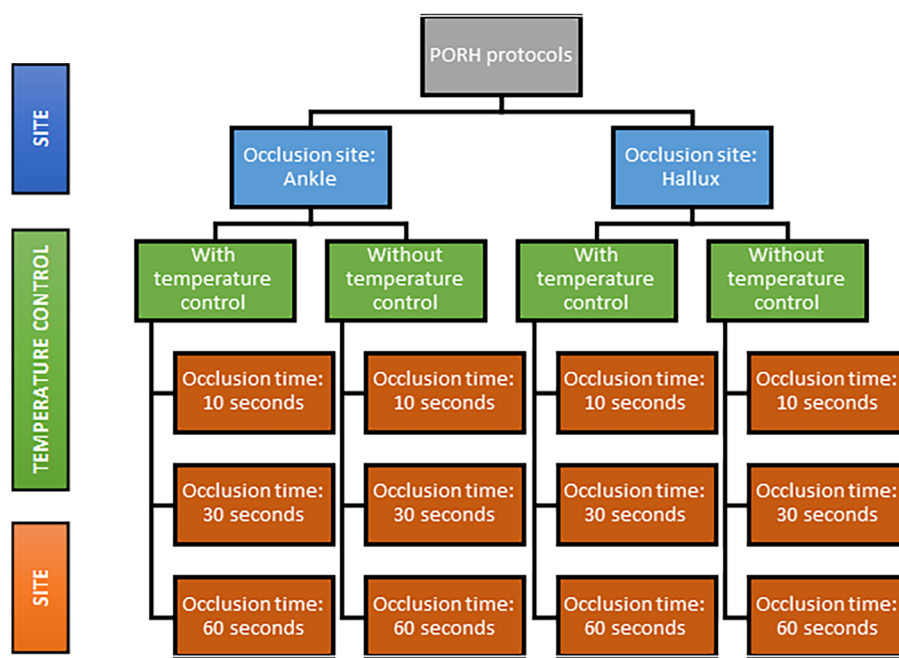 PORH protocols
SITE
Occlusion site:
Ankle
Occlusion site:
Hallux
TEMPERATURE CONTROL
With
temperature
control
Without
temperature
control
With
temperature
control
Without
temperature
control
Occlusion time:
10 seconds
Occlusion time:
10 seconds
Occlusion time:
10 seconds
Occlusion time:
10 seconds
Occlusion time:
30 seconds
Occlusion time:
30 seconds
Occlusion time:
30 seconds
Occlusion time:
30 seconds
SITE
Occlusion time:
60 seconds
Occlusion time:
60 seconds
Occlusion time:
60 seconds
Occlusion time:
60 seconds